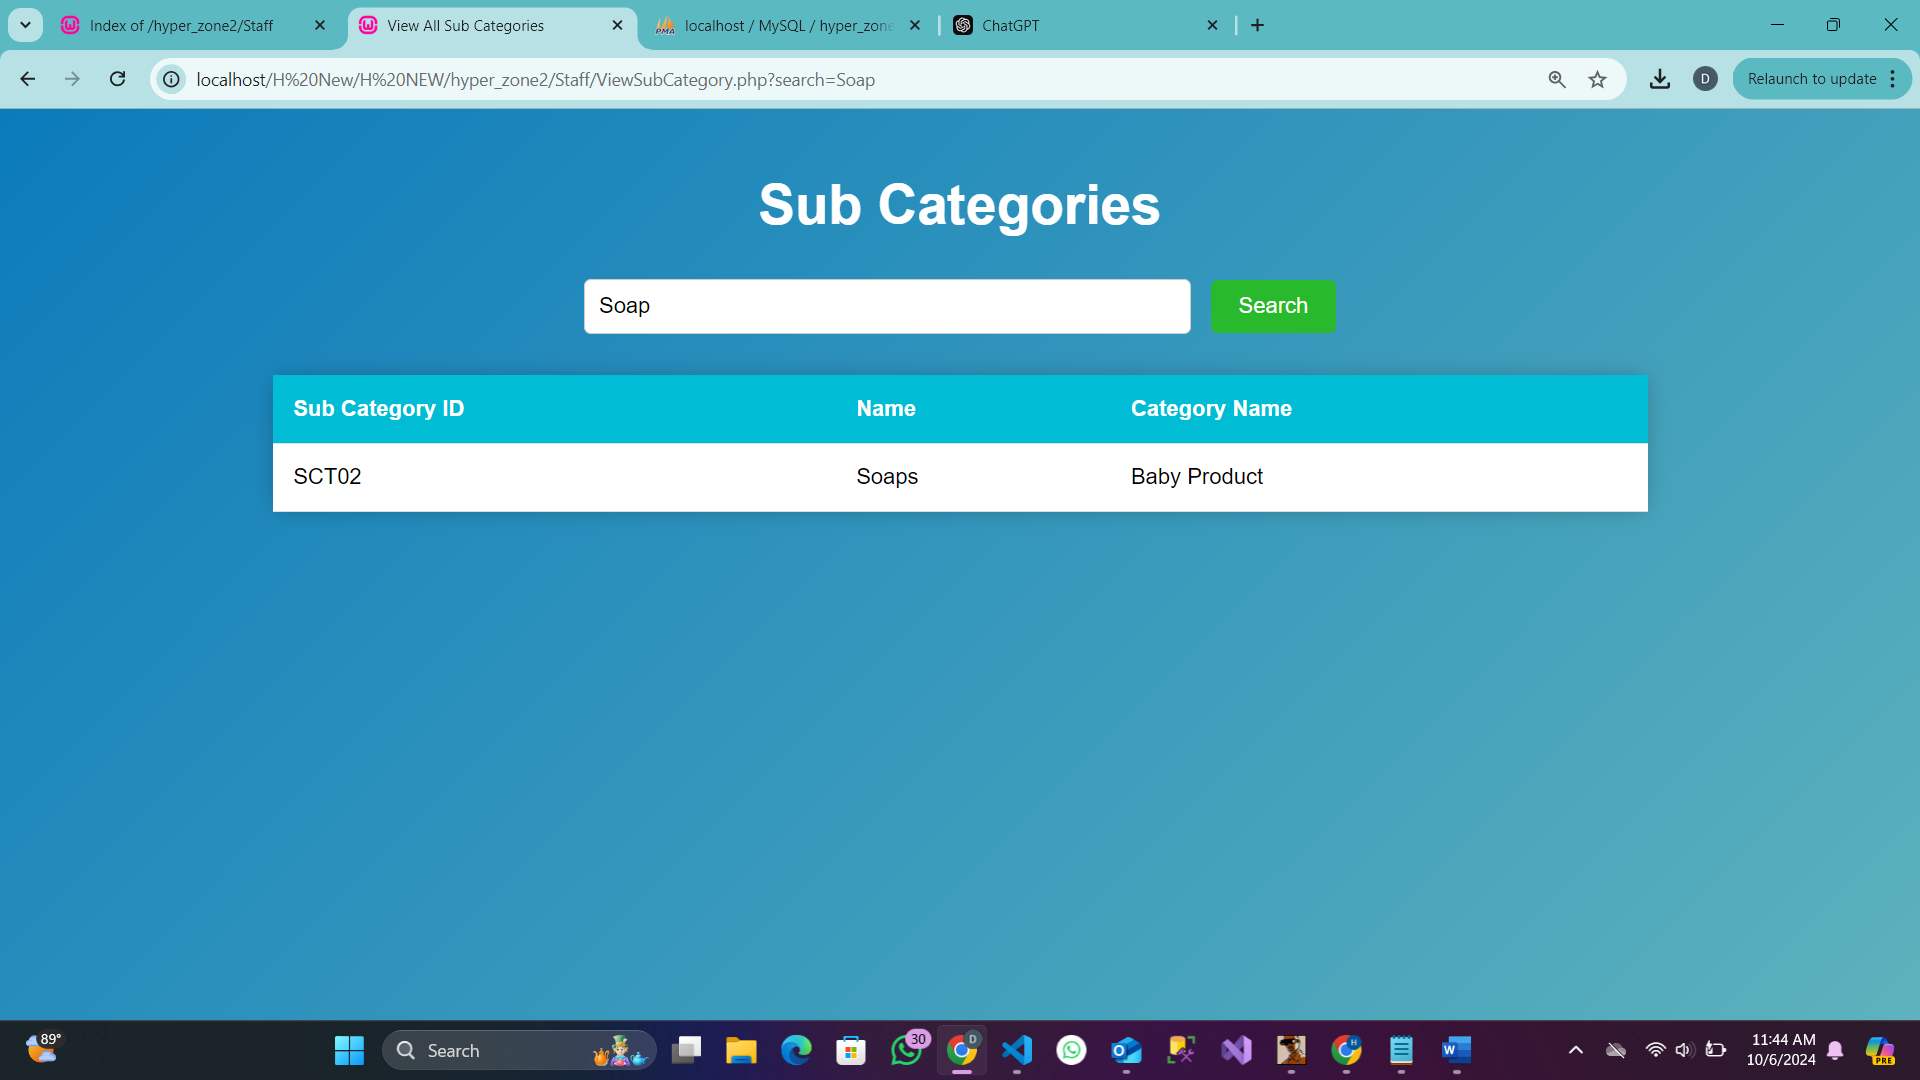 Index of /hyper_zone2/Staff
View All Sub Categories
localhost / MySQL / hyper_zone
ChatGPT
localhost/H%20New/H%20NEW/hyper_zone2/Staff/ViewSubCategory.php?search=Soap
D
Relaunch to update
Sub Categories
Soap
Search
Sub Category ID Name Category Name
SCT02 Soaps Baby Product
89°
Search
30
D
H
11:44 AM
10/6/2024
PRE